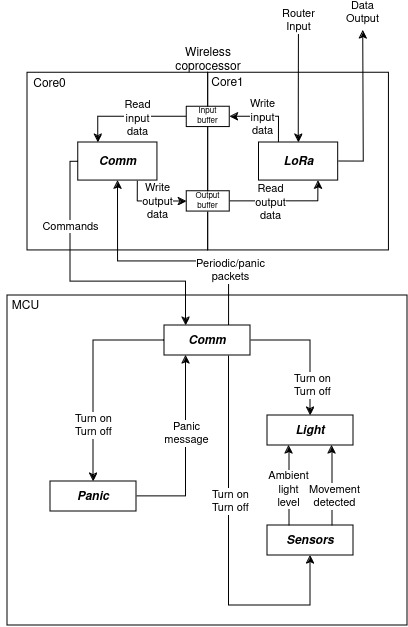 Router
Input
Data
Output
Wireless
coprocessor
Core0
Core1
Read
input
data
Input
buffer
Write
input
data
Comm
LoRa
Write
output
data
Output
buffer
Read
output
data
Commands
Periodic/panic
packets
MCU
Comm
Turn on
Turn off
Turn on
Turn off
Panic
message
Light
Ambient
light
level
Movement
detected
Turn on
Turn off
Panic
Sensors